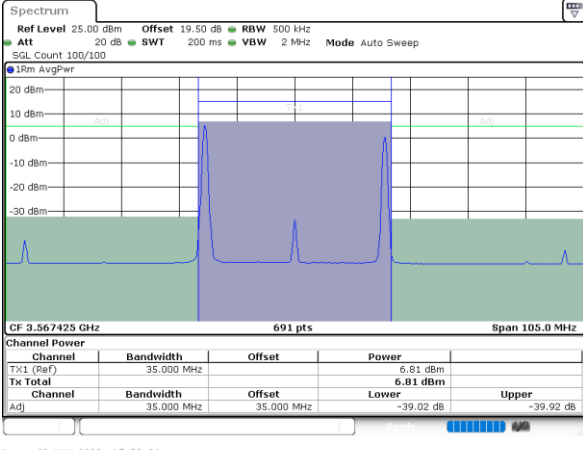 Spectrum
Ref Level 25.00 dBm Offset 19.50 dB RBW 500 kHz
Att 20 dB SWT 200 ms VBW 2 MHz Mode Auto Sweep
SGL Count 100/100
1Rm AvgPwr
20 dBm
TX1
10 dBm
Adj Adj
0 dBm
-10 dBm
-20 dBm
-30 dBm
CF 3.567425 GHz 691 pts Span 105.0 MHz
Channel Power
Channel Bandwidth Offset Power
TX1 (Ref) 35.000 MHz 6.81 dBm
Tx Total 6.81 dBm
Channel Bandwidth Offset Lower Upper
Adj 35.000 MHz 35.000 MHz -39.02 dB -39.92 dB
Ready